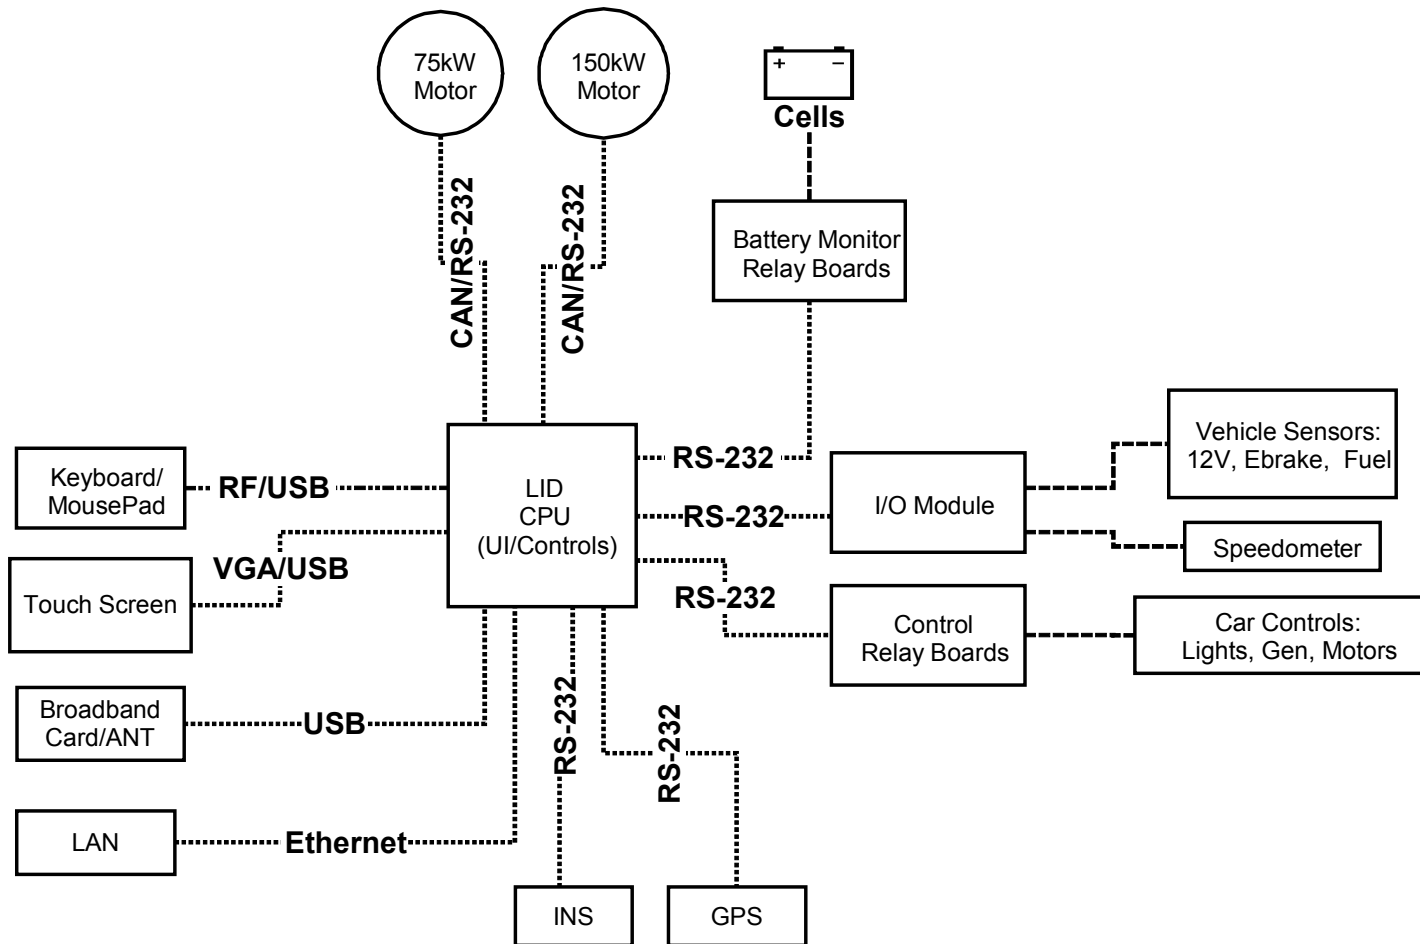 75kW
Motor
150kW
Motor
+ −
Cells
CAN/RS-232
CAN/RS-232
Battery Monitor
Relay Boards
Keyboard/
MousePad
RF/USB
LID
CPU
(UI/Controls)
RS-232
RS-232
RS-232
I/O Module
Vehicle Sensors:
12V, Ebrake, Fuel
Speedometer
VGA/USB
Touch Screen
Control
Relay Boards
Car Controls:
Lights, Gen, Motors
Broadband
Card/ANT
USB
RS-232
RS-232
LAN
Ethernet
INS
GPS